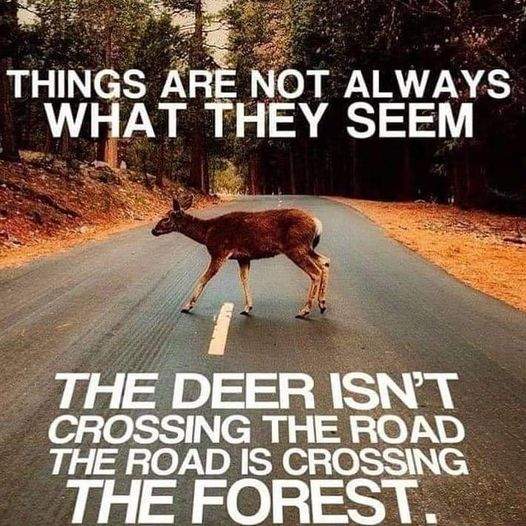 THINGS ARE NOT ALWAYS
WHAT THEY SEEM
THE DEER ISN'T
CROSSING THE ROAD
THE ROAD IS CROSSING
THE FOREST.